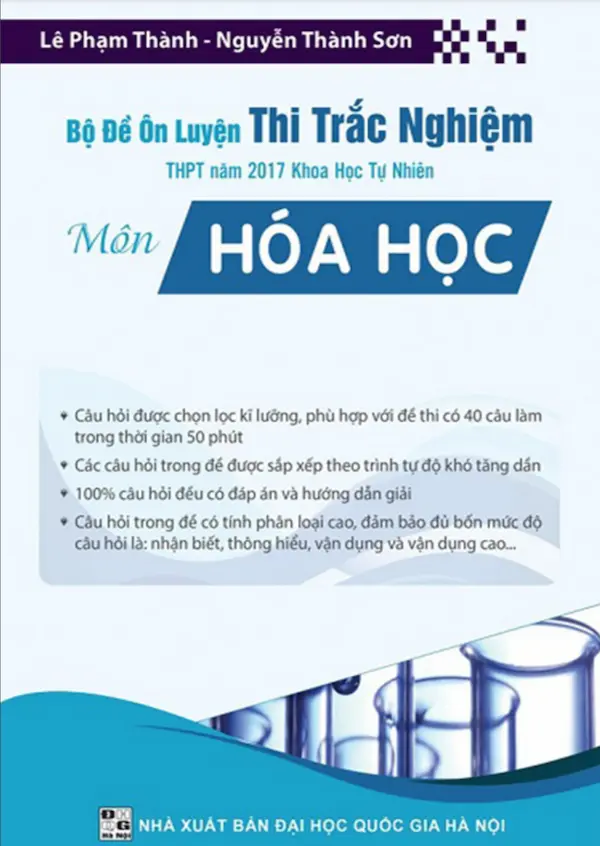 Lê Phạm Thành - Nguyễn Thành Sơn
Bộ Đề Ôn Luyện Thi Trắc Nghiệm
THPT năm 2017 Khoa Học Tự Nhiên
Môn HÓA HỌC
Câu hỏi được chọn lọc kĩ lưỡng, phù hợp với đề thi có 40 câu làm
trong thời gian 50 phút
Các câu hỏi trong đề được sắp xếp theo trình tự độ khó tăng dần
100% câu hỏi đều có đáp án và hướng dẫn giải
Câu hỏi trong đề có tính phân loại cao, đảm bảo đủ bốn mức độ
câu hỏi là: nhận biết, thông hiểu, vận dụng và vận dụng cao...
NHÀ XUẤT BẢN ĐẠI HỌC QUỐC GIA HÀ NỘI